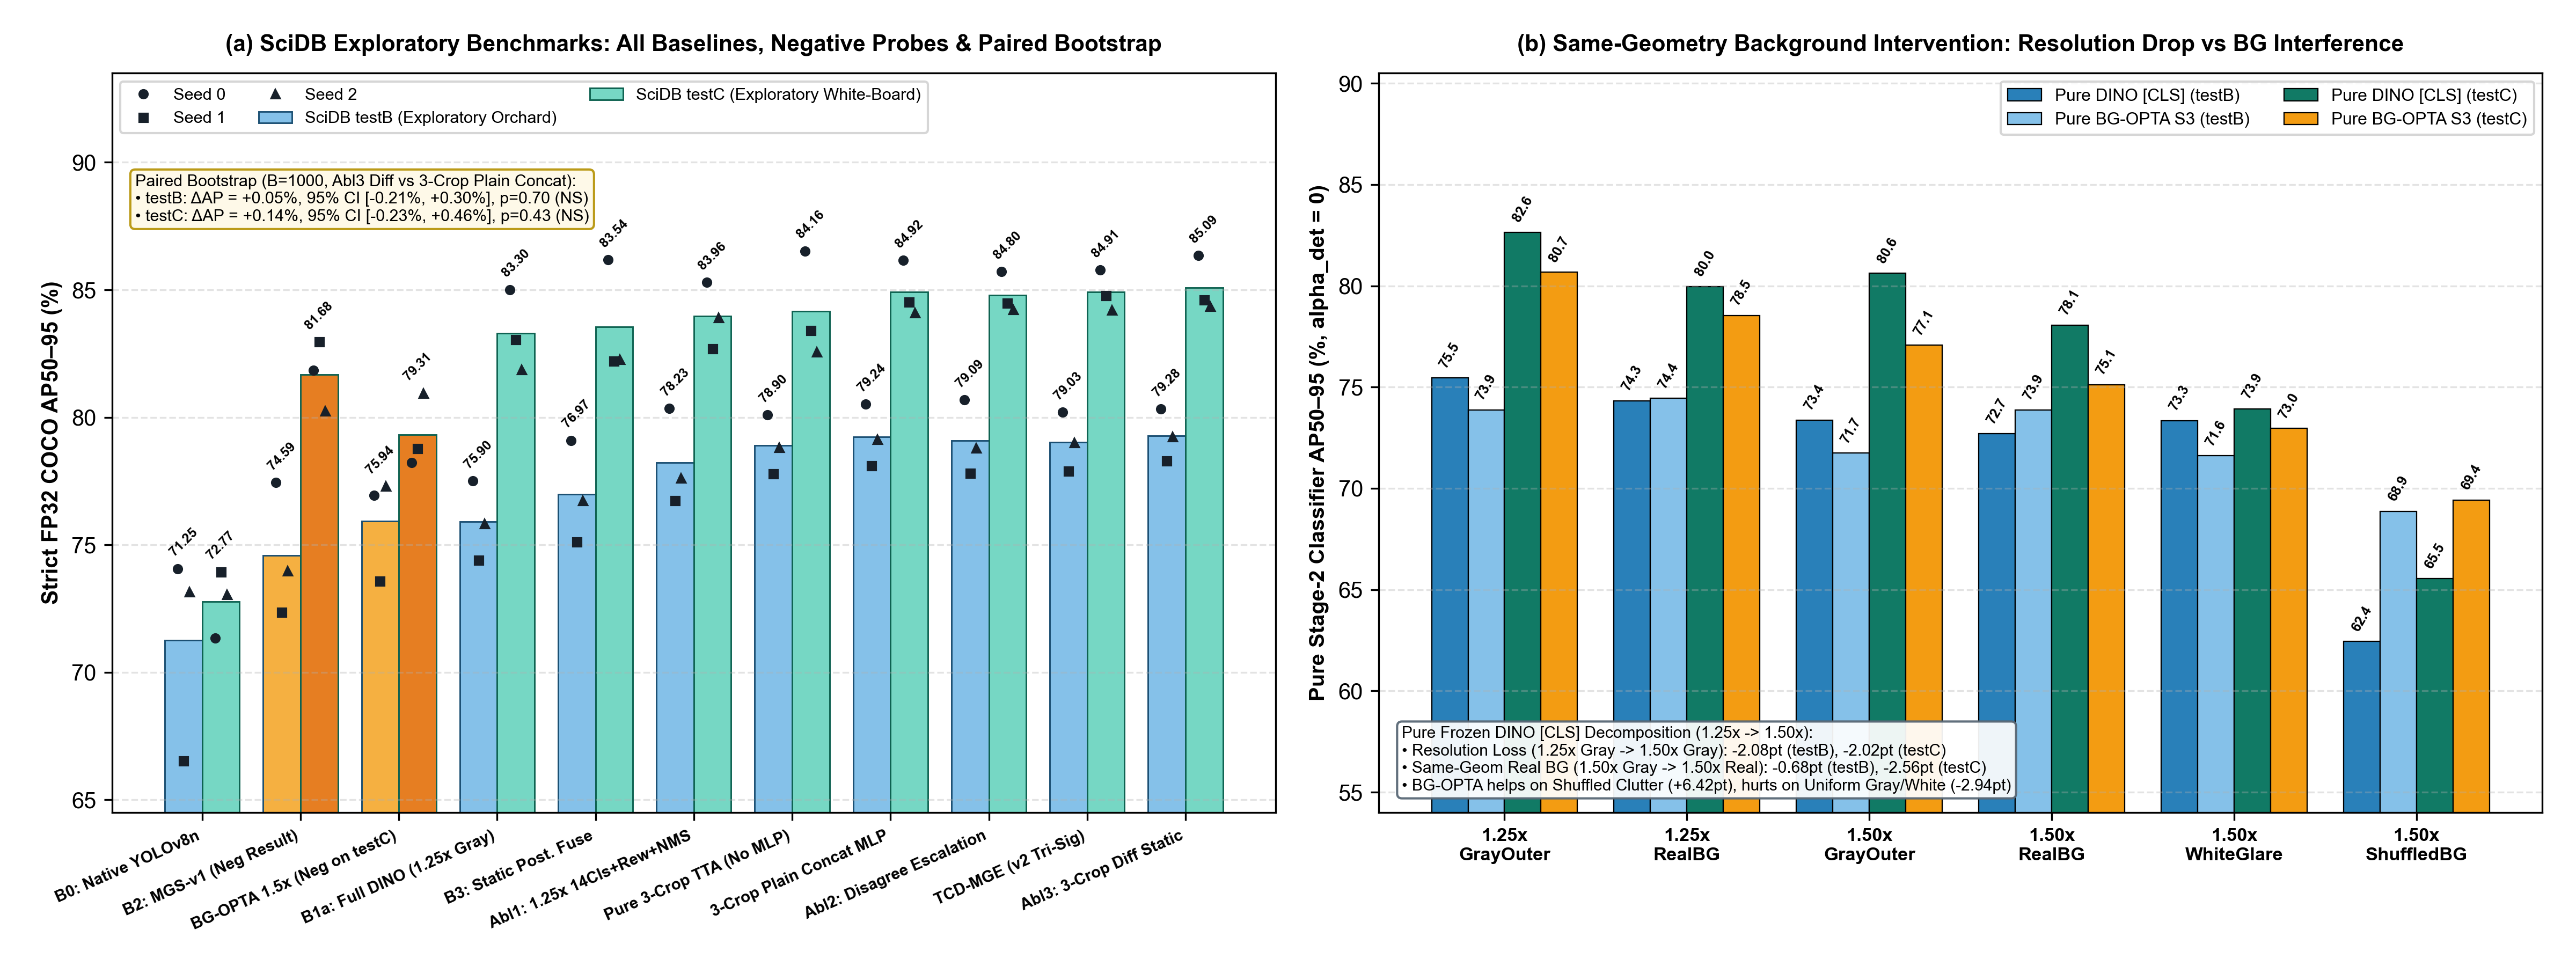 (a) SciDB Exploratory Benchmarks: All Baselines, Negative Probes & Paired Bootstrap
Seed 0
Seed 1
Seed 2
SciDB testB (Exploratory Orchard)
SciDB testC (Exploratory White-Board)
Paired Bootstrap (B=1000, Abl3 Diff vs 3-Crop Plain Concat):
• testB: ΔAP = +0.05%, 95% CI [-0.21%, +0.30%], p=0.70 (NS)
• testC: ΔAP = +0.14%, 95% CI [-0.23%, +0.46%], p=0.43 (NS)
Strict FP32 COCO AP50–95 (%)
90
85
80
75
70
65
71.25
72.77
74.59
81.68
75.94
79.31
75.90
83.30
76.97
83.54
78.23
83.96
78.90
84.16
79.24
84.92
79.09
84.80
79.03
84.91
79.28
85.09
B0: Native YOLOv8n
B2: MGS-v1 (Neg Result)
BG-OPTA 1.5x (Neg on testC)
B1a: Full DINO (1.25x Gray)
B3: Static Post. Fuse
Abl1: 1.25x 14Cls+Rew+NMS
Pure 3-Crop TTA (No MLP)
3-Crop Plain Concat MLP
Abl2: Disagree Escalation
TCD-MGE (v2 Tri-Sig)
Abl3: 3-Crop Diff Static
(b) Same-Geometry Background Intervention: Resolution Drop vs BG Interference
Pure DINO [CLS] (testB)
Pure BG-OPTA S3 (testB)
Pure DINO [CLS] (testC)
Pure BG-OPTA S3 (testC)
Pure Stage-2 Classifier AP50–95 (%, alpha_det = 0)
90
85
80
75
70
65
60
55
75.5
73.9
82.6
80.7
74.3
74.4
80.0
78.5
73.4
71.7
80.6
77.1
72.7
73.9
78.1
75.1
73.3
71.6
73.9
73.0
62.4
68.9
65.5
69.4
Pure Frozen DINO [CLS] Decomposition (1.25x -> 1.50x):
• Resolution Loss (1.25x Gray -> 1.50x Gray): -2.08pt (testB), -2.02pt (testC)
• Same-Geom Real BG (1.50x Gray -> 1.50x Real): -0.68pt (testB), -2.56pt (testC)
• BG-OPTA helps on Shuffled Clutter (+6.42pt), hurts on Uniform Gray/White (-2.94pt)
1.25x
GrayOuter
1.25x
RealBG
1.50x
GrayOuter
1.50x
RealBG
1.50x
WhiteGlare
1.50x
ShuffledBG